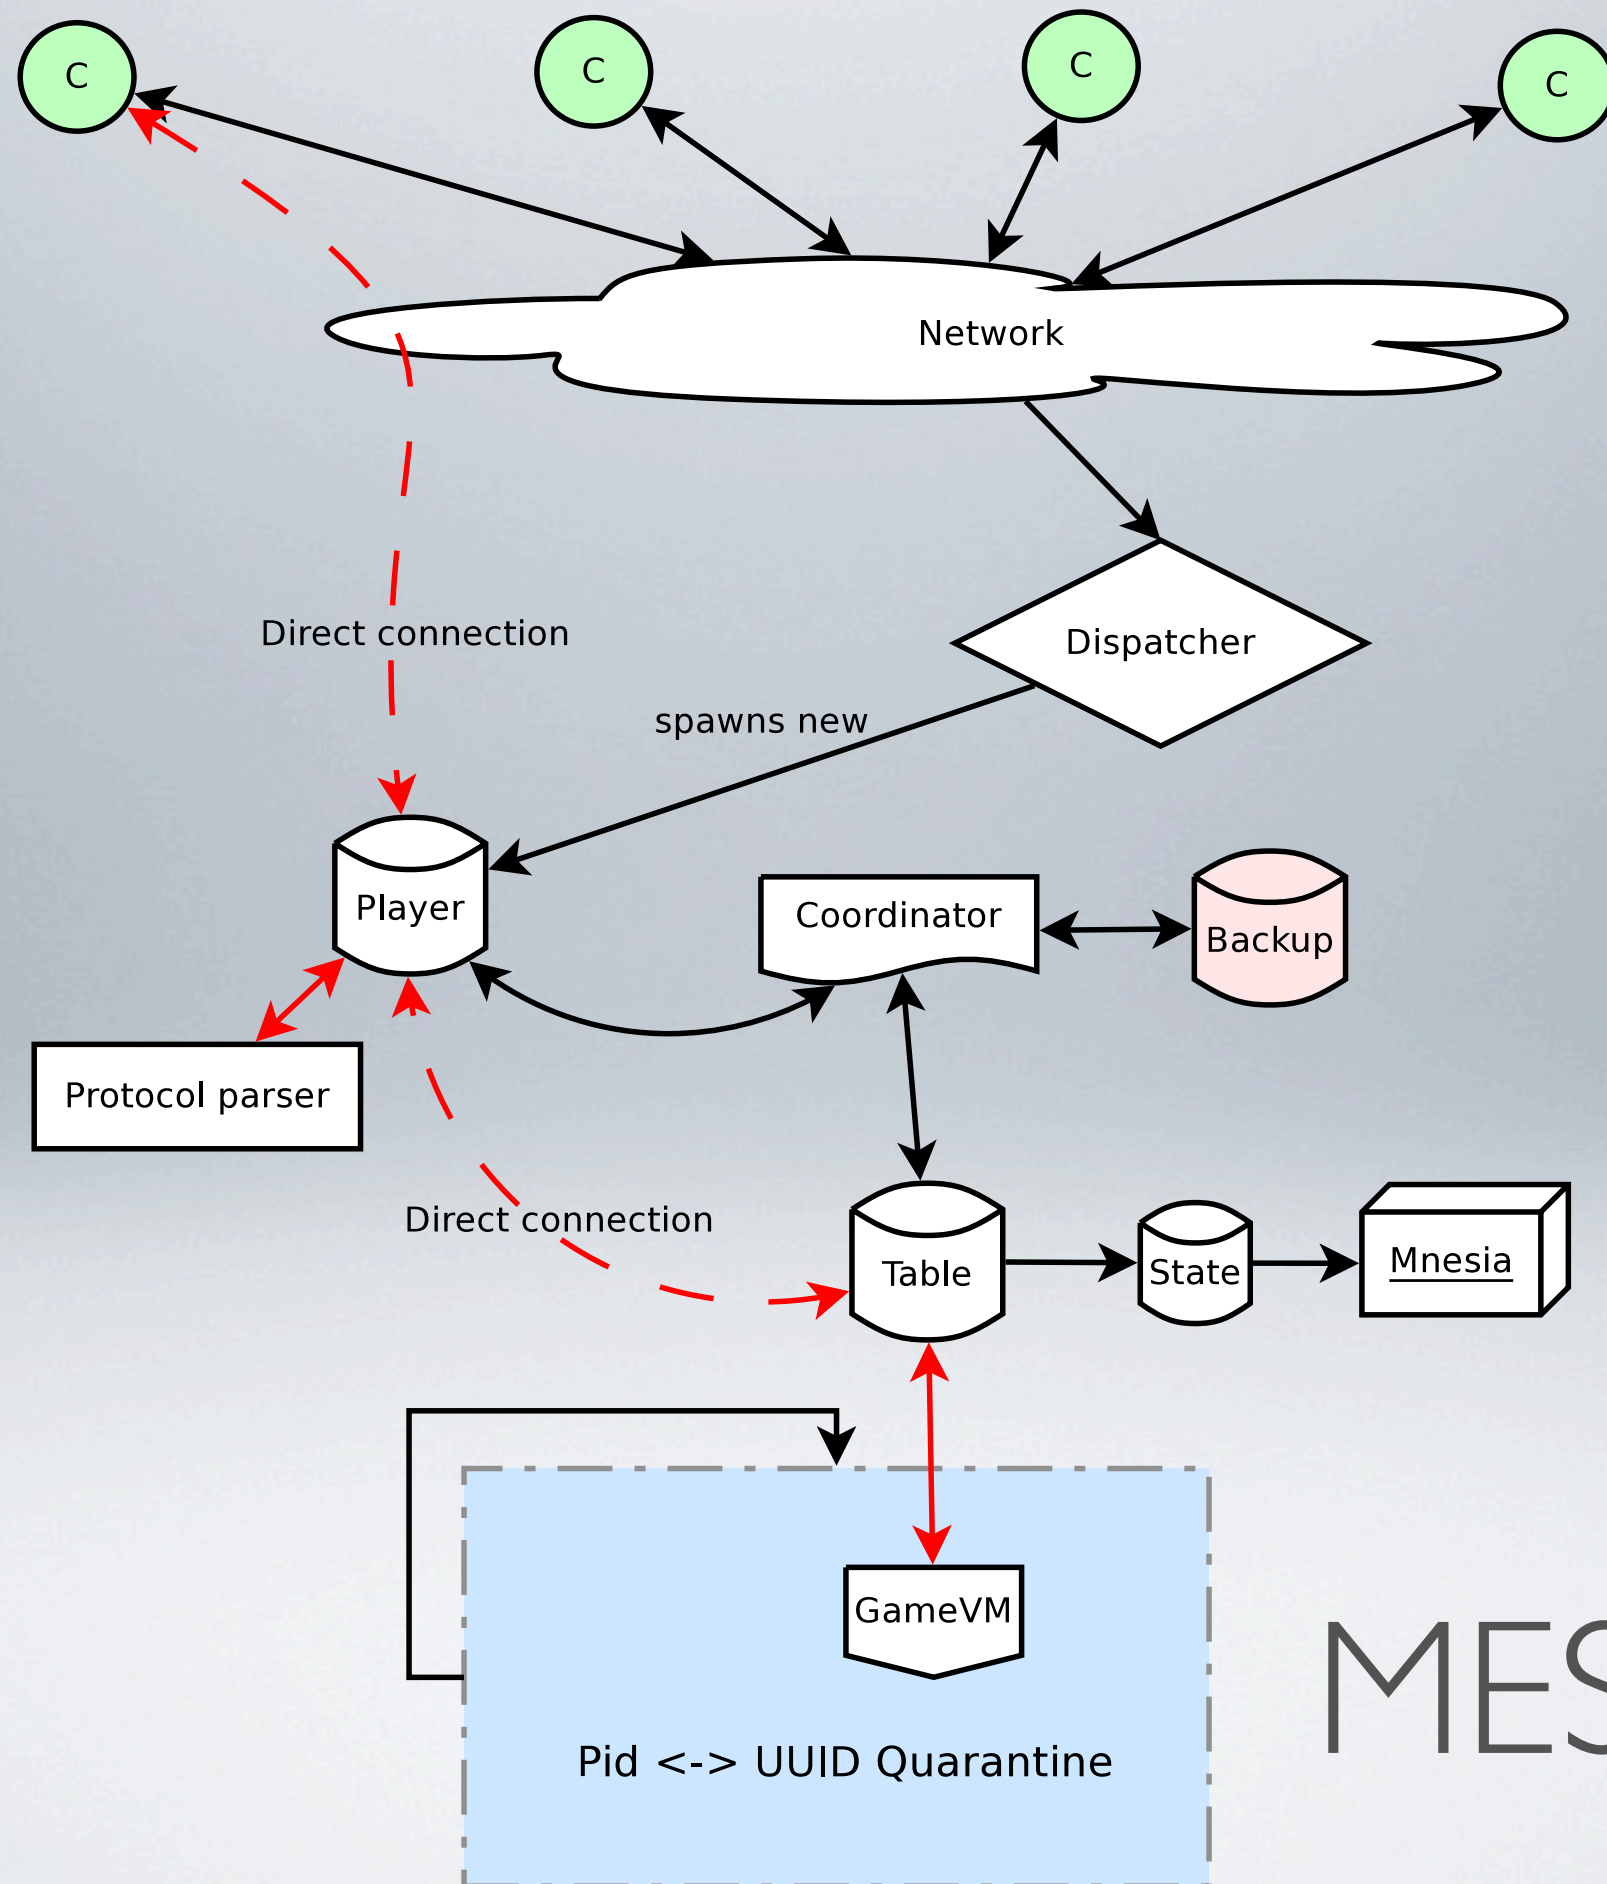 C
C
C
C
Network
Direct connection
Dispatcher
spawns new
Player
Coordinator
Backup
Protocol parser
Direct connection
Table
State
Mnesia
GameVM
MES
Pid <-> UUID Quarantine